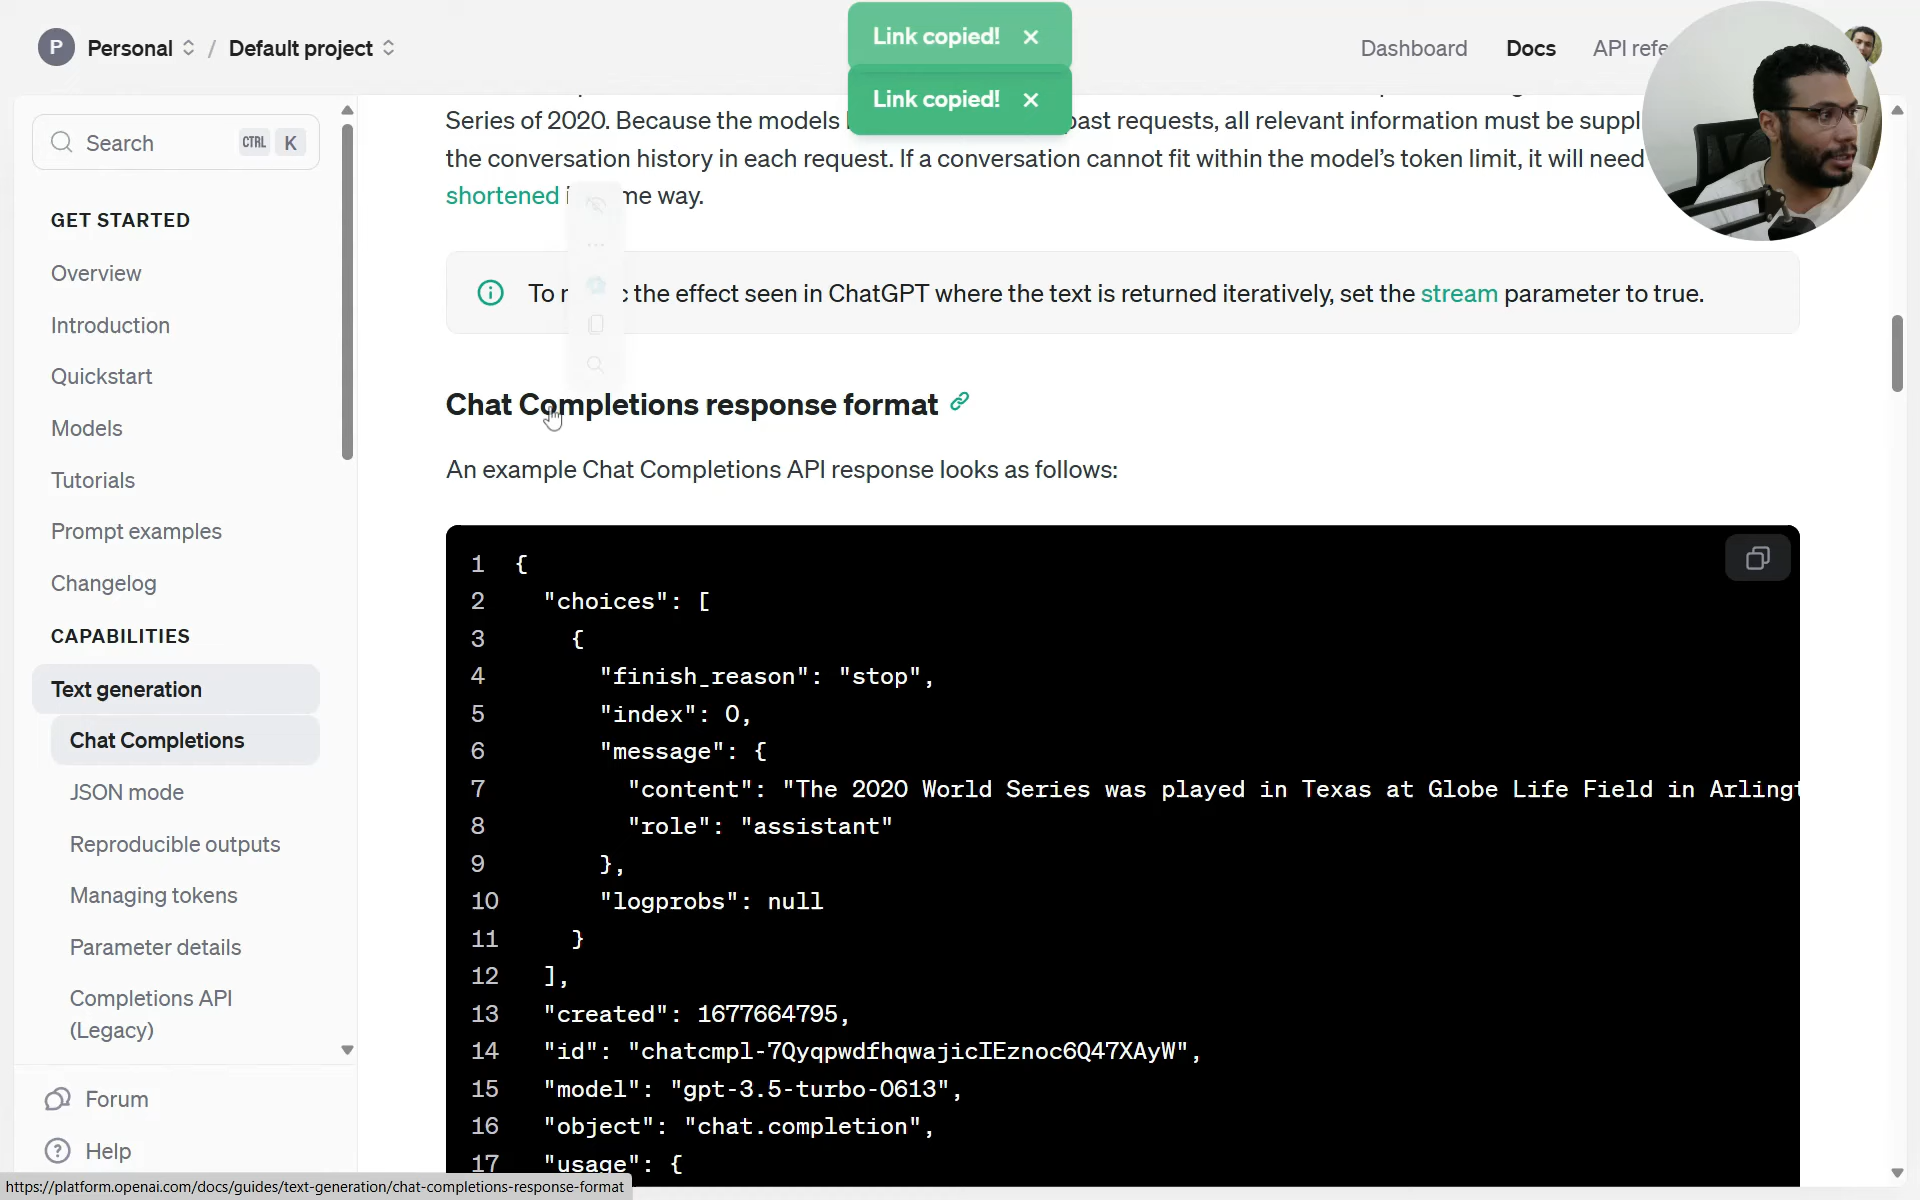 P Personal / Default project
Link copied! ×
Link copied! ×
Dashboard Docs API refe
Search CTRL K
GET STARTED
Overview
Introduction
Quickstart
Models
Tutorials
Prompt examples
Changelog
CAPABILITIES
Text generation
Chat Completions
JSON mode
Reproducible outputs
Managing tokens
Parameter details
Completions API
(Legacy)
Forum
Help
Series of 2020. Because the models past requests, all relevant information must be suppl
the conversation history in each request. If a conversation cannot fit within the model's token limit, it will need
shortened me way.
To the effect seen in ChatGPT where the text is returned iteratively, set the stream parameter to true.
Chat Completions response format
An example Chat Completions API response looks as follows:
1 {
2 "choices": [
3 {
4 "finish_reason": "stop",
5 "index": 0,
6 "message": {
7 "content": "The 2020 World Series was played in Texas at Globe Life Field in Arlingt
8 "role": "assistant"
9 },
10 "logprobs": null
11 }
12 ],
13 "created": 1677664795,
14 "id": "chatcmpl-7QyqpwdfhqwajicIEznoc6Q47XAyW",
15 "model": "gpt-3.5-turbo-0613",
16 "object": "chat.completion",
17 "usage": {
https://platform.openai.com/docs/guides/text-generation/chat-completions-response-format